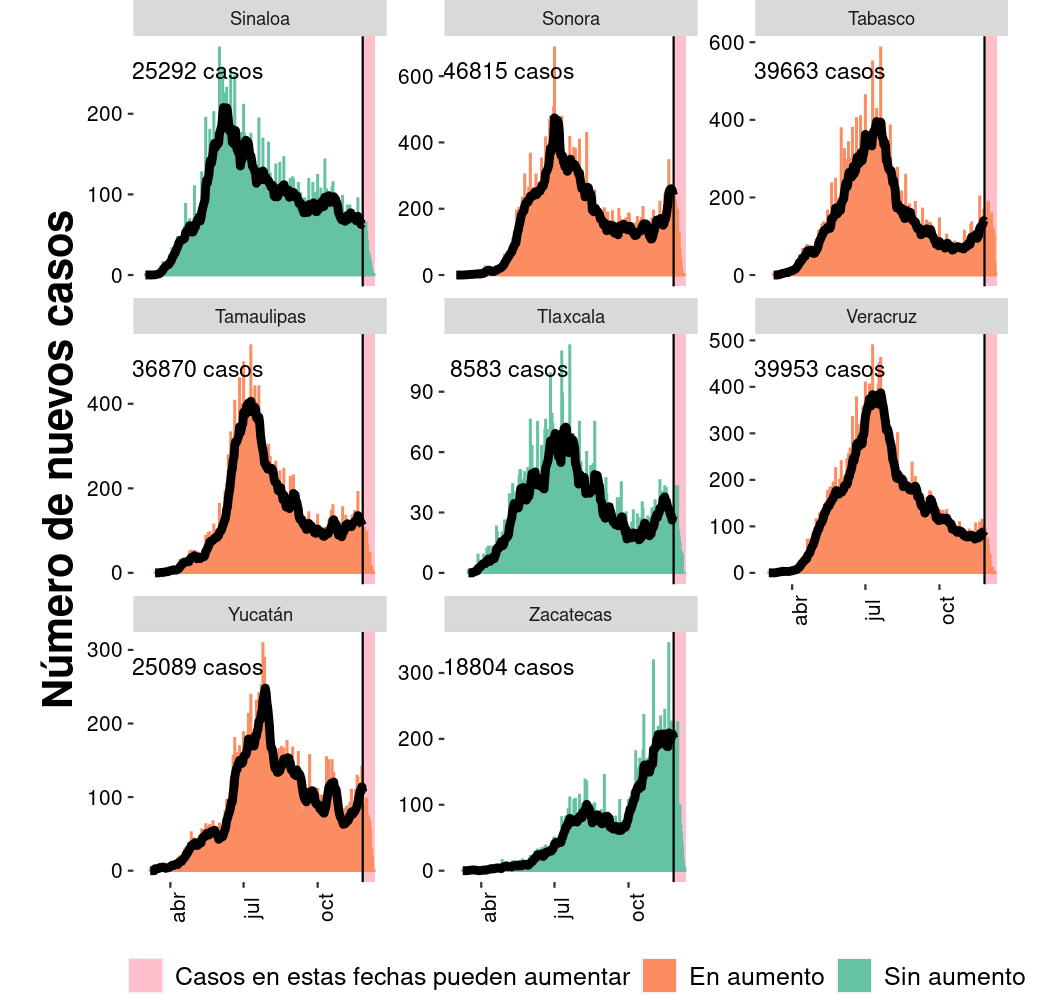 Número de nuevos casos
Sinaloa
25292 casos
200
100
0
Sonora
46815 casos
600
400
200
0
Tabasco
39663 casos
600
400
200
0
Tamaulipas
36870 casos
400
200
0
Tlaxcala
8583 casos
90
60
30
0
Veracruz
39953 casos
500
400
300
200
100
0
abr jul oct
Yucatán
25089 casos
300
200
100
0
abr jul oct
Zacatecas
18804 casos
300
200
100
0
abr jul oct
Casos en estas fechas pueden aumentar En aumento Sin aumento